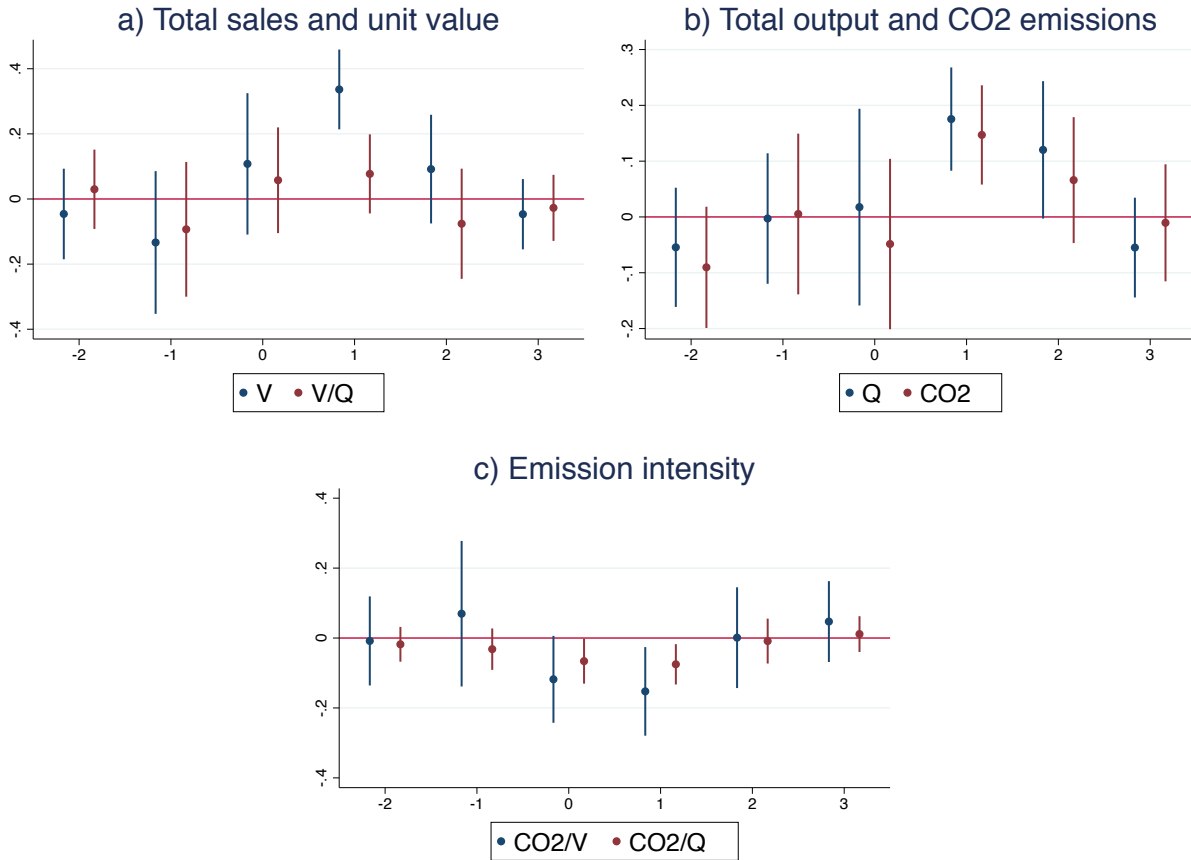 a) Total sales and unit value
.4
.2
0
-.2
-.4
-2 -1 0 1 2 3
V V/Q
b) Total output and CO2 emissions
.3
.2
.1
0
-.1
-.2
-2 -1 0 1 2 3
Q CO2
c) Emission intensity
.4
.2
0
-.2
-.4
-2 -1 0 1 2 3
CO2/V CO2/Q